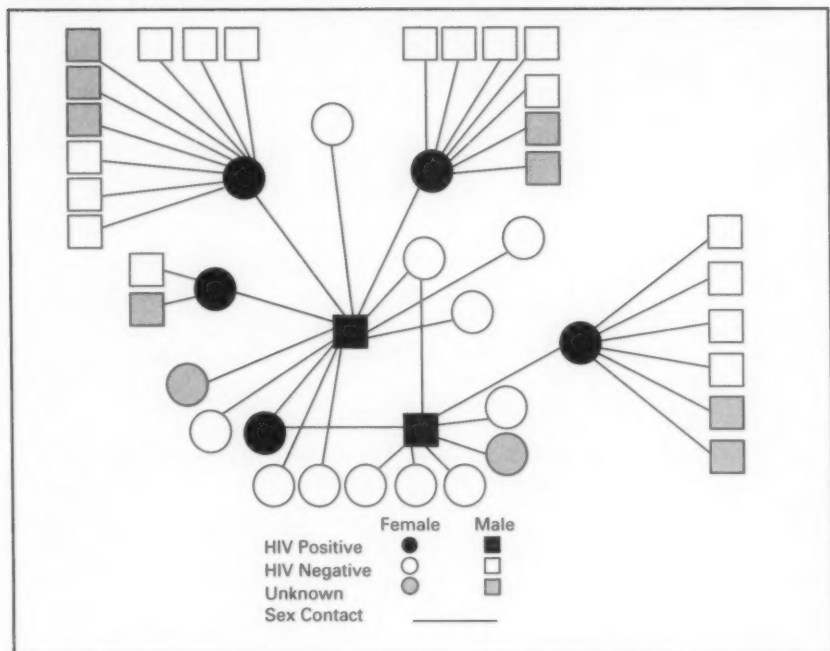 Female Male
HIV Positive
HIV Negative
Unknown
Sex Contact